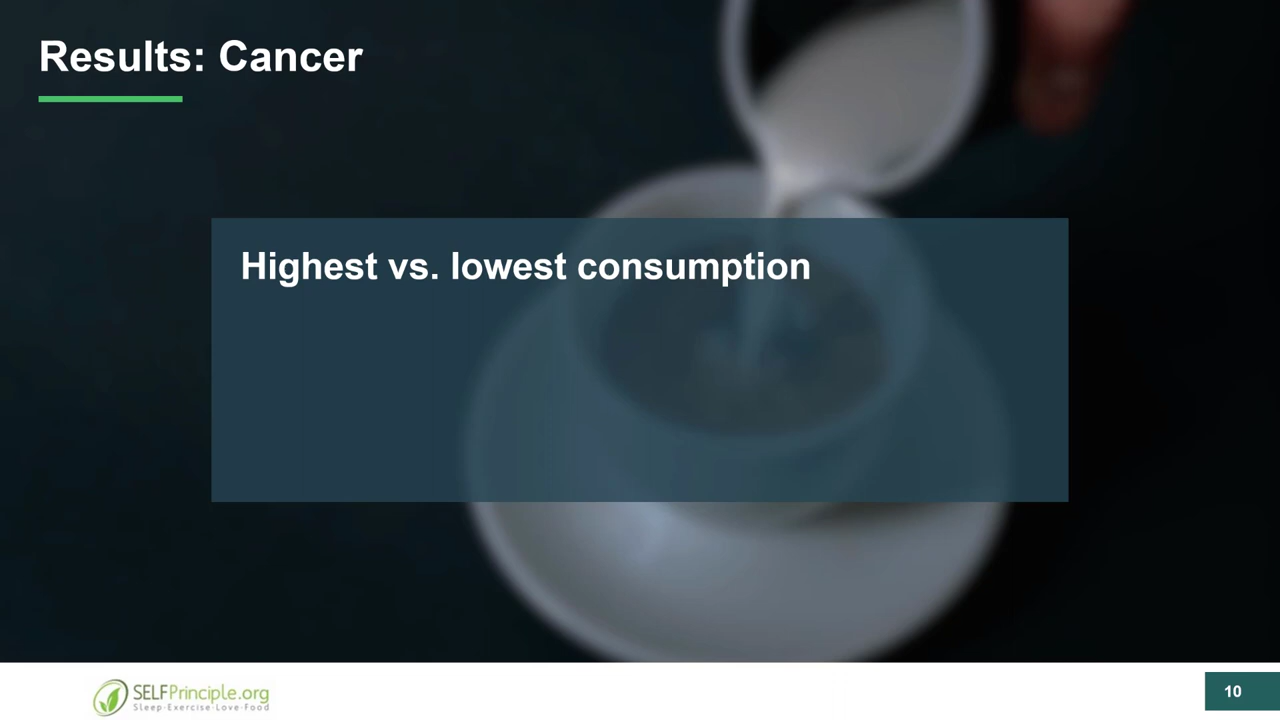 Results: Cancer
Highest vs. lowest consumption
SELFPrinciple.org
Sleep·Exercise·Love·Food
10